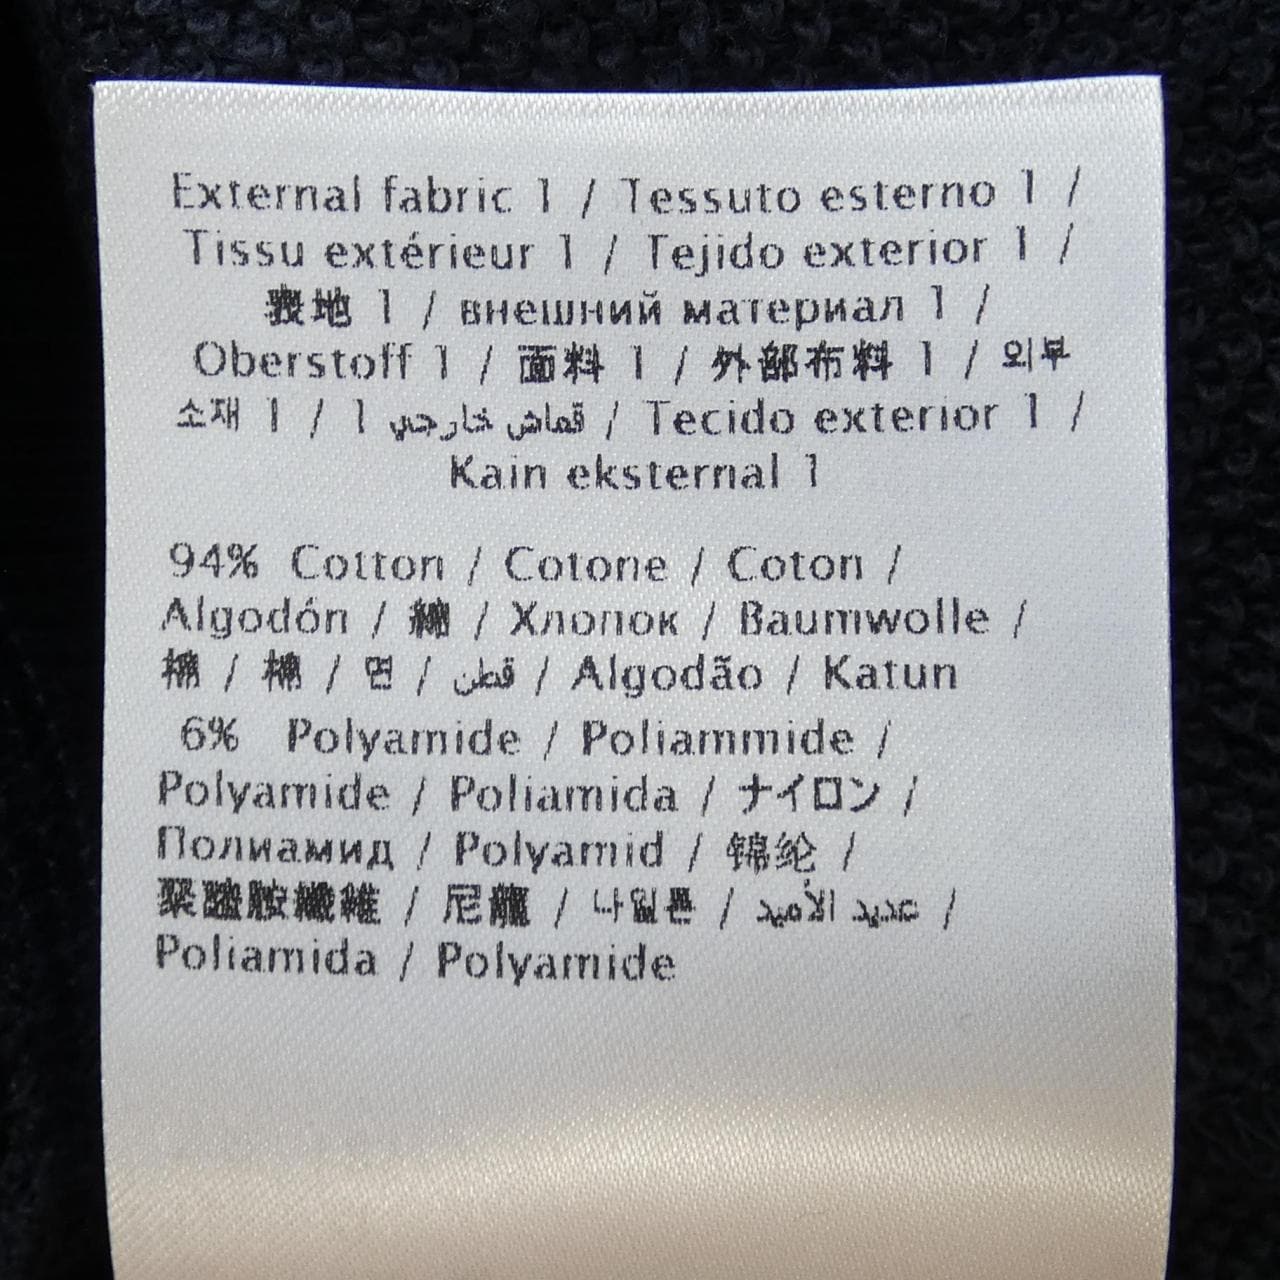 External fabric 1 / Tessuto esterno 1 /
Tissu extérieur 1 / Tejido exterior 1 /
表地 1 / внешний материал 1 /
Oberstoff 1 / 面料 1 / 外部布料 1 / 외부
소재 1 / 1 قماش خارجي / Tecido exterior 1 /
Kain eksternal 1
94% Cotton / Cotone / Coton /
Algodón / 綿 / Хлопок / Baumwolle /
棉 / 棉 / 면 / قطن / Algodão / Katun
6% Polyamide / Poliammide /
Polyamide / Poliamida / ナイロン /
Полиамид / Polyamid / 锦纶 /
聚醯胺纖維 / 尼龍 / 나일론 / عديد الأميد /
Poliamida / Polyamide